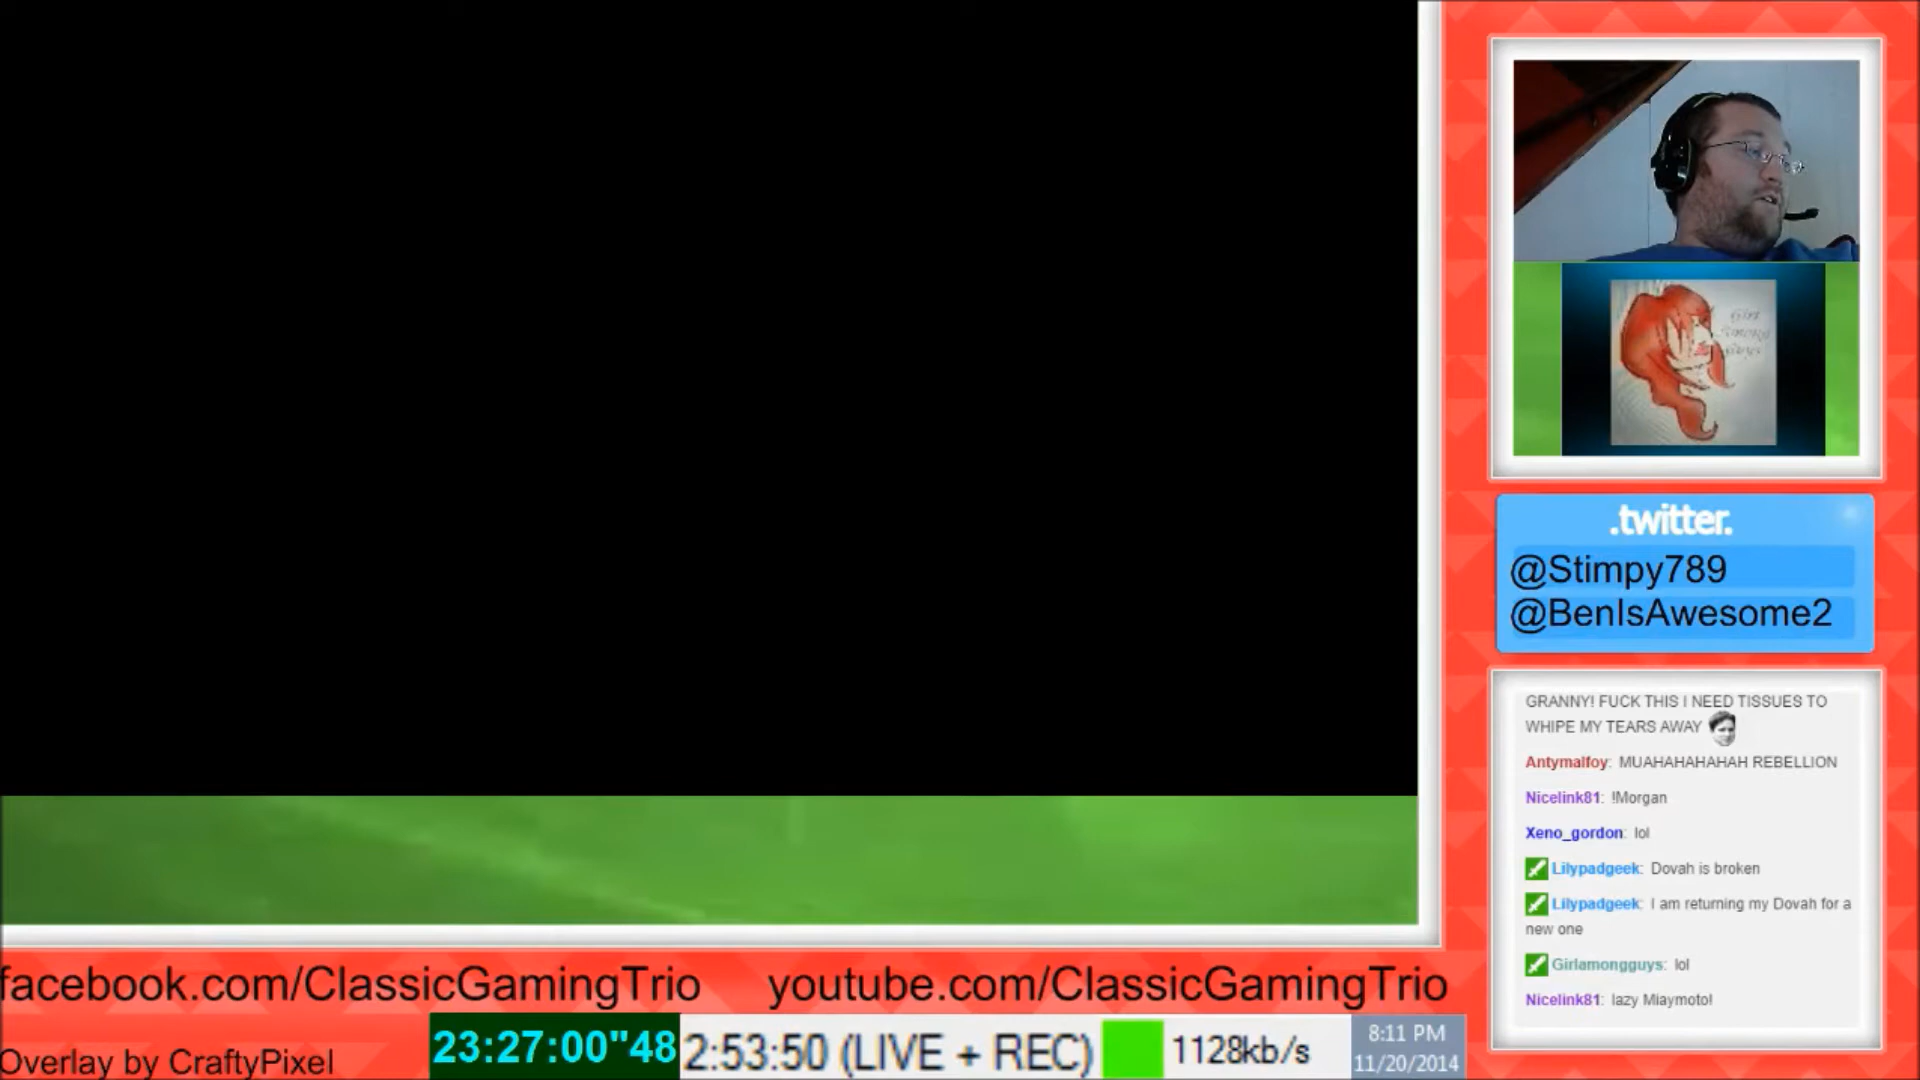 Girl
Among
Guys
.twitter.
@Stimpy789
@BenIsAwesome2
GRANNY! FUCK THIS I NEED TISSUES TO
WHIPE MY TEARS AWAY
Antymalfoy: MUAHAHAHAHAH REBELLION
Nicelink81: !Morgan
Xeno_gordon: lol
Lilypadgeek: Dovah is broken
Lilypadgeek: I am returning my Dovah for a
new one
Girlamongguys: lol
Nicelink81: lazy Miaymoto!
facebook.com/ClassicGamingTrio youtube.com/ClassicGamingTrio
Overlay by CraftyPixel
23:27:00"48
2:53:50 (LIVE + REC)
1128kb/s
8:11 PM
11/20/2014